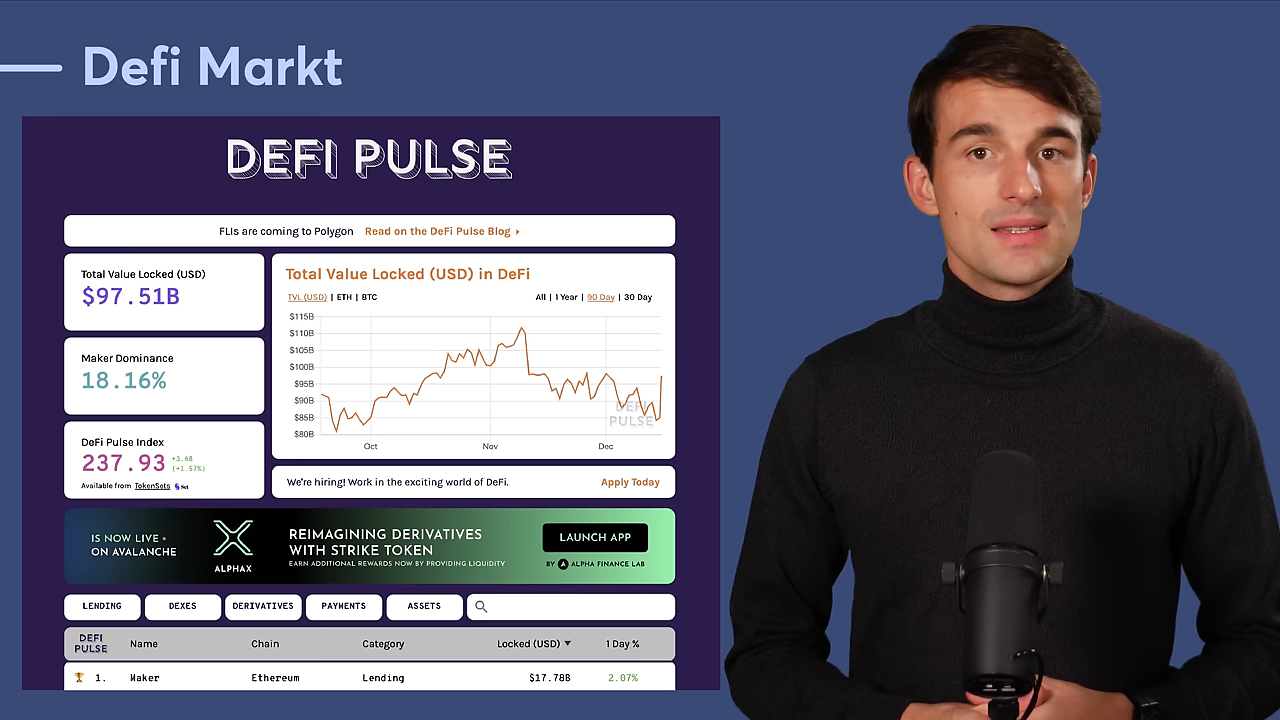 Defi Markt
DEFI PULSE
FLIs are coming to Polygon Read on the DeFi Pulse Blog
Total Value Locked (USD)
$97.51B
Maker Dominance
18.16%
DeFi Pulse Index
237.93 +3.68
(+1.57%)
Available from TokenSets Set
Total Value Locked (USD) in DeFi
TVL (USD) | ETH | BTC All | 1 Year | 90 Day | 30 Day
$115B
$110B
$105B
$100B
$95B
$90B
$85B
$80B
DEFI
PULSE
Oct Nov Dec
We're hiring! Work in the exciting world of DeFi. Apply Today
IS NOW LIVE •
ON AVALANCHE
ALPHAX
REIMAGINING DERIVATIVES
WITH STRIKE TOKEN
EARN ADDITIONAL REWARDS NOW BY PROVIDING LIQUIDITY
LAUNCH APP
BY ALPHA FINANCE LAB
LENDING DEXES DERIVATIVES PAYMENTS ASSETS
DEFI
PULSE
Name Chain Category Locked (USD) 1 Day %
1. Maker Ethereum Lending $17.78B 2.07%